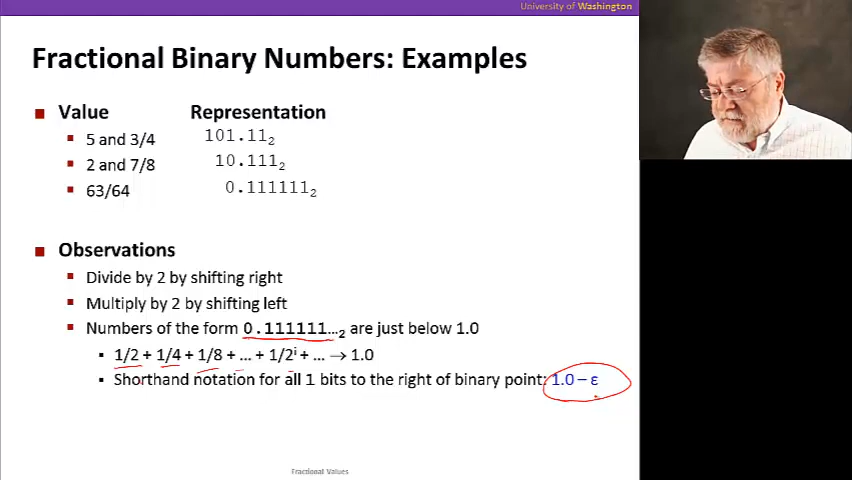 University of Washington
Fractional Binary Numbers: Examples
Value Representation
5 and 3/4 101.11₂
2 and 7/8 10.111₂
63/64 0.111111₂
Observations
Divide by 2 by shifting right
Multiply by 2 by shifting left
Numbers of the form 0.111111…₂ are just below 1.0
1/2 + 1/4 + 1/8 + … + 1/2ⁱ + … → 1.0
Shorthand notation for all 1 bits to the right of binary point: 1.0 – ε
Fractional Values